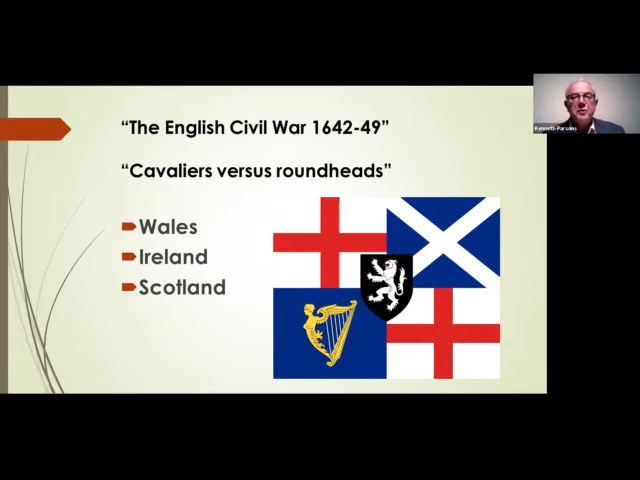 “The English Civil War 1642-49”
“Cavaliers versus roundheads”
Wales
Ireland
Scotland
Kenneth Parsons